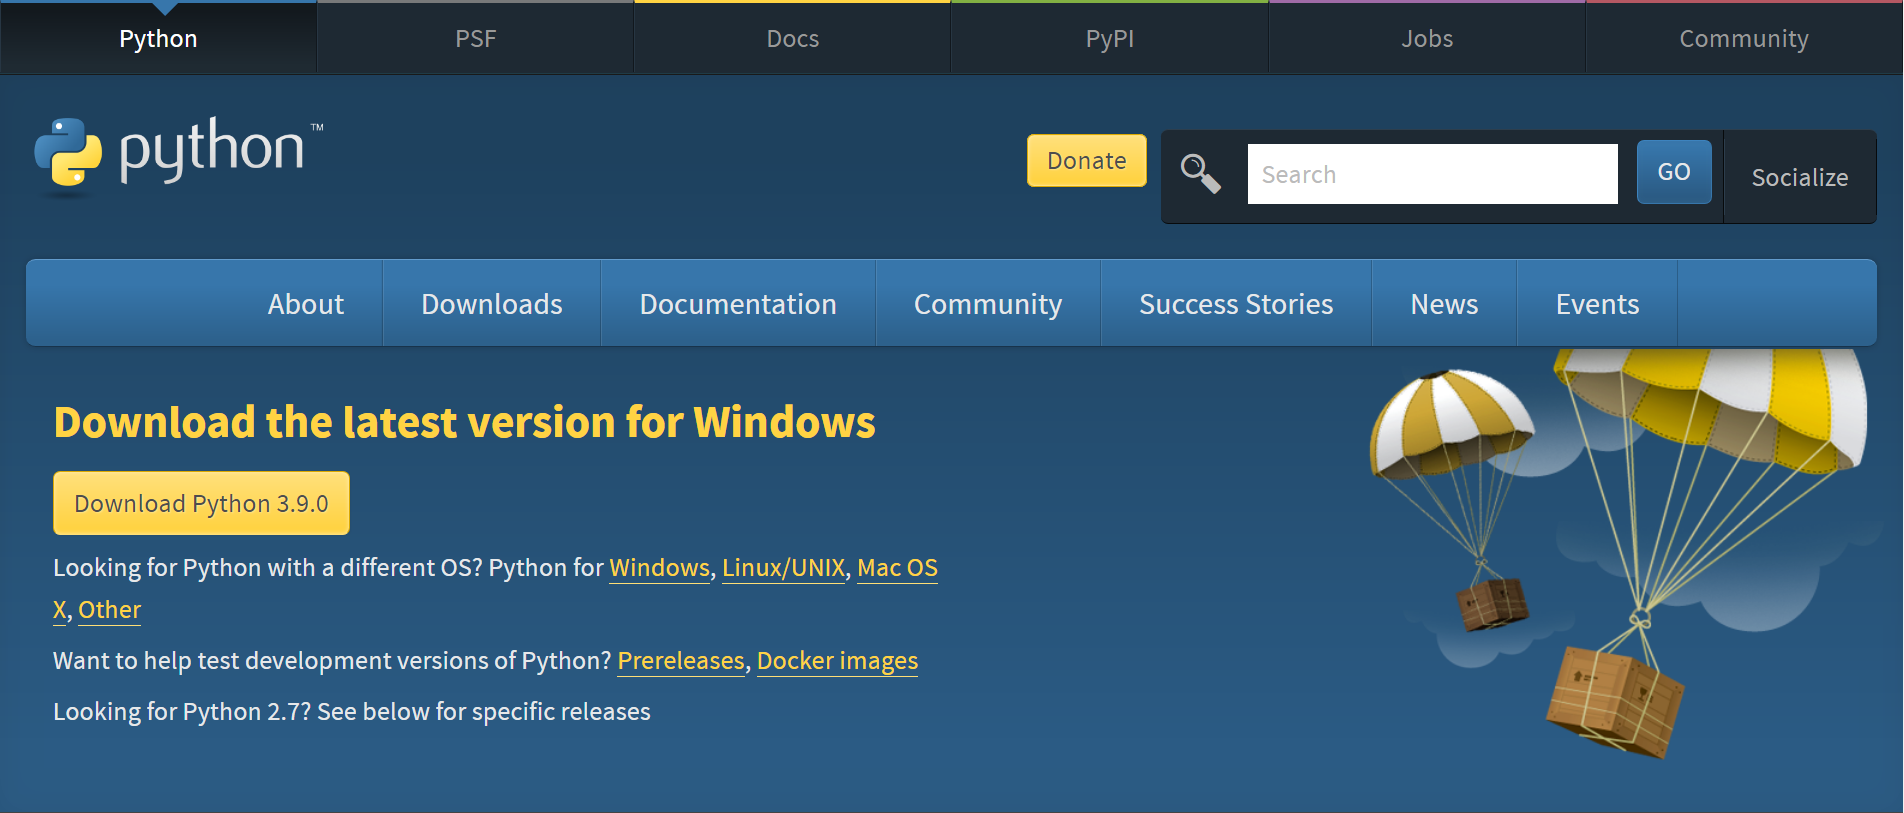 Python PSF Docs PyPI Jobs Community
python™
Donate Search GO Socialize
About Downloads Documentation Community Success Stories News Events
Download the latest version for Windows
Download Python 3.9.0
Looking for Python with a different OS? Python for Windows, Linux/UNIX, Mac OS
X, Other
Want to help test development versions of Python? Prereleases, Docker images
Looking for Python 2.7? See below for specific releases